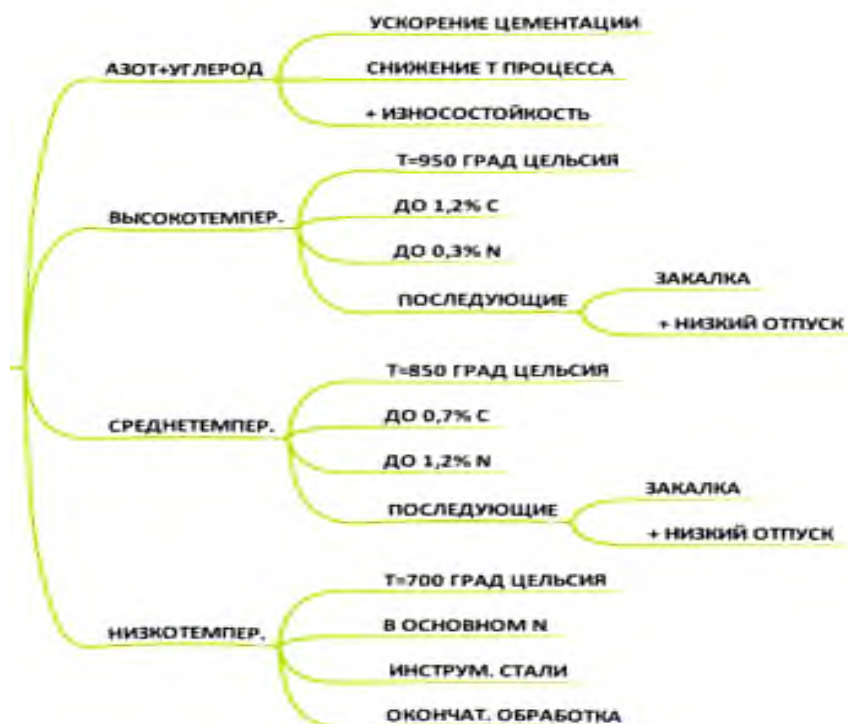 УСКОРЕНИЕ ЦЕМЕНТАЦИИ
АЗОТ+УГЛЕРОД
СНИЖЕНИЕ Т ПРОЦЕССА
+ ИЗНОСОСТОЙКОСТЬ
Т=950 ГРАД ЦЕЛЬСИЯ
ВЫСОКОТЕМПЕР.
ДО 1,2% С
ДО 0,3% N
ПОСЛЕДУЮЩИЕ
ЗАКАЛКА
+ НИЗКИЙ ОТПУСК
Т=850 ГРАД ЦЕЛЬСИЯ
СРЕДНЕТЕМПЕР.
ДО 0,7% С
ДО 1,2% N
ПОСЛЕДУЮЩИЕ
ЗАКАЛКА
+ НИЗКИЙ ОТПУСК
Т=700 ГРАД ЦЕЛЬСИЯ
НИЗКОТЕМПЕР.
В ОСНОВНОМ N
ИНСТРУМ. СТАЛИ
ОКОНЧАТ. ОБРАБОТКА